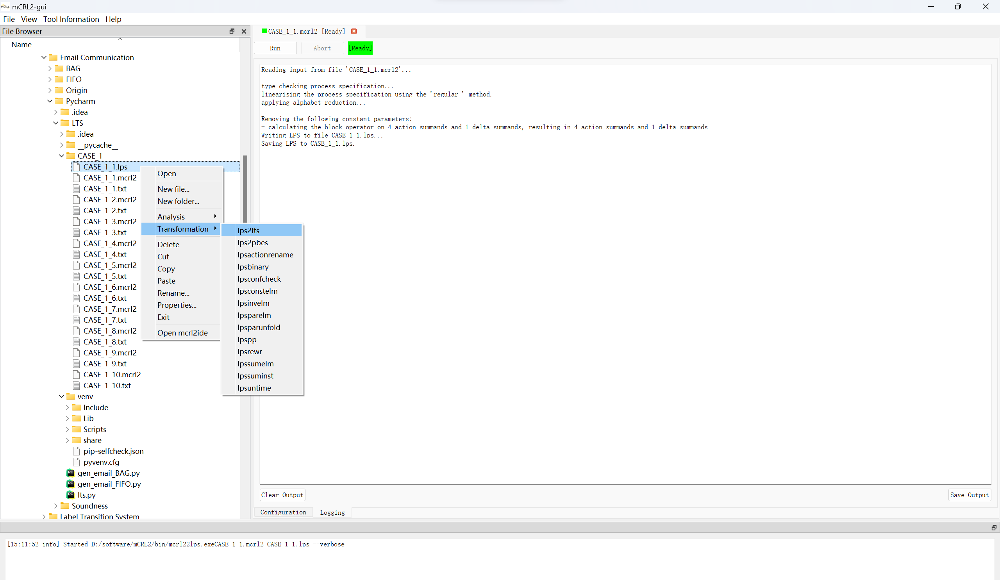 mCRL2 mCRL2-gui
File View Tool Information Help
File Browser
Name
Email Communication
BAG
FIFO
Origin
Pycharm
.idea
LTS
.idea
__pycache__
CASE_1
CASE_1_1.lps
CASE_1_1.mcrl2
CASE_1_1.txt
CASE_1_2.mcrl2
CASE_1_2.txt
CASE_1_3.mcrl2
CASE_1_3.txt
CASE_1_4.mcrl2
CASE_1_4.txt
CASE_1_5.mcrl2
CASE_1_5.txt
CASE_1_6.mcrl2
CASE_1_6.txt
CASE_1_7.mcrl2
CASE_1_7.txt
CASE_1_8.mcrl2
CASE_1_8.txt
CASE_1_9.mcrl2
CASE_1_9.txt
CASE_1_10.mcrl2
CASE_1_10.txt
venv
Include
Lib
Scripts
share
pip-selfcheck.json
pyvenv.cfg
PC gen_email_BAG.py
PC gen_email_FIFO.py
PC lts.py
Soundness
Label Transition System
Open
New file...
New folder...
Analysis
Transformation
Delete
Cut
Copy
Paste
Rename...
Properties...
Exit
Open mcrl2ide
lps2lts
lps2pbes
lpsactionrename
lpsbinary
lpsconfcheck
lpsconstelm
lpsinvelm
lpsparelm
lpsparunfold
lpspp
lpsrewr
lpssumelm
lpssuminst
lpsuntime
CASE_1_1.mcrl2 [Ready]
Run Abort [Ready]
Reading input from file 'CASE_1_1.mcrl2'...
type checking process specification...
linearising the process specification using the 'regular ' method.
applying alphabet reduction...
Removing the following constant parameters:
- calculating the block operator on 4 action summands and 1 delta summands, resulting in 4 action summands and 1 delta summands
Writing LPS to file CASE_1_1.lps...
Saving LPS to CASE_1_1.lps.
Clear Output Save Output
Configuration Logging
[15:11:52 info] Started D:/software/mCRL2/bin/mcrl22lps.exeCASE_1_1.mcrl2 CASE_1_1.lps --verbose